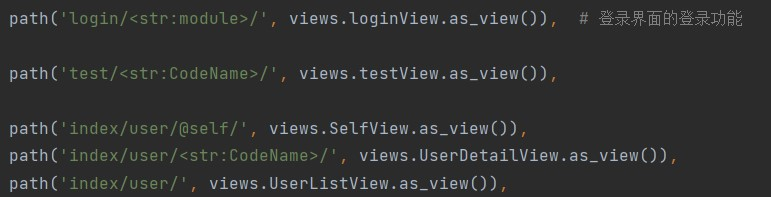 path('login/<str:module>/', views.loginView.as_view()),  # 登录界面的登录功能
path('test/<str:CodeName>/', views.testView.as_view()),
path('index/user/@self/', views.SelfView.as_view()),
path('index/user/<str:CodeName>/', views.UserDetailView.as_view()),
path('index/user/', views.UserListView.as_view()),